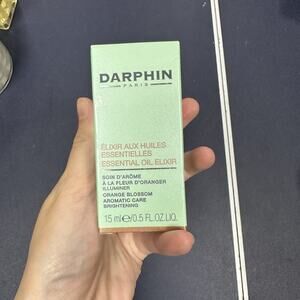 DARPHIN
PARIS
ÉLIXIR AUX HUILES
ESSENTIELLES
ESSENTIAL OIL ELIXIR
SOIN D'ARÔME
À LA FLEUR D'ORANGER
ILLUMINER
ORANGE BLOSSOM
AROMATIC CARE
BRIGHTENING
15 ml e/0.5 FL.OZ.LIQ.